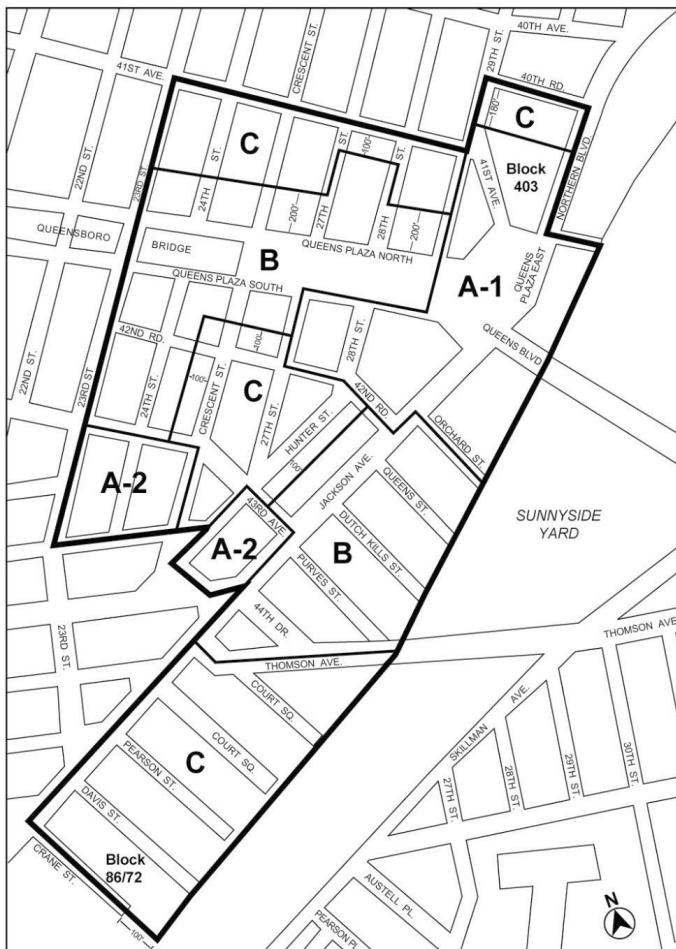 40TH AVE.
29TH ST.
41ST AVE.
CRESCENT ST.
40TH RD.
180'
C
C
ST.
100'
ST.
Block
403
41ST AVE.
NORTHERN BLVD.
22ND ST.
23RD ST.
24TH
ST.
200'
27TH
28TH
200'
QUEENSBORO
BRIDGE
QUEENS PLAZA NORTH
B
A-1
QUEENS
PLAZA EAST
QUEENS PLAZA SOUTH
42ND RD.
100'
28TH ST.
QUEENS BLVD
22ND ST.
23RD ST
24TH ST.
100'
CRESCENT ST.
C
27TH ST.
42ND RD.
ORCHARD ST.
HUNTER ST.
100'
JACKSON AVE.
QUEENS ST.
A-2
43RD AVE
A-2
DUTCH KILLS ST.
B
SUNNYSIDE
YARD
PURVES ST.
44TH DR.
23RD ST.
THOMSON AVE.
THOMSON AVE.
COURT SQ.
COURT SQ.
C
SKILLMAN AVE.
27TH ST.
28TH ST.
29TH ST.
30TH ST.
PEARSON ST.
DAVIS ST.
Block
86/72
CRANE ST.
100'
AUSTELL PL.
PEARSON PL
N